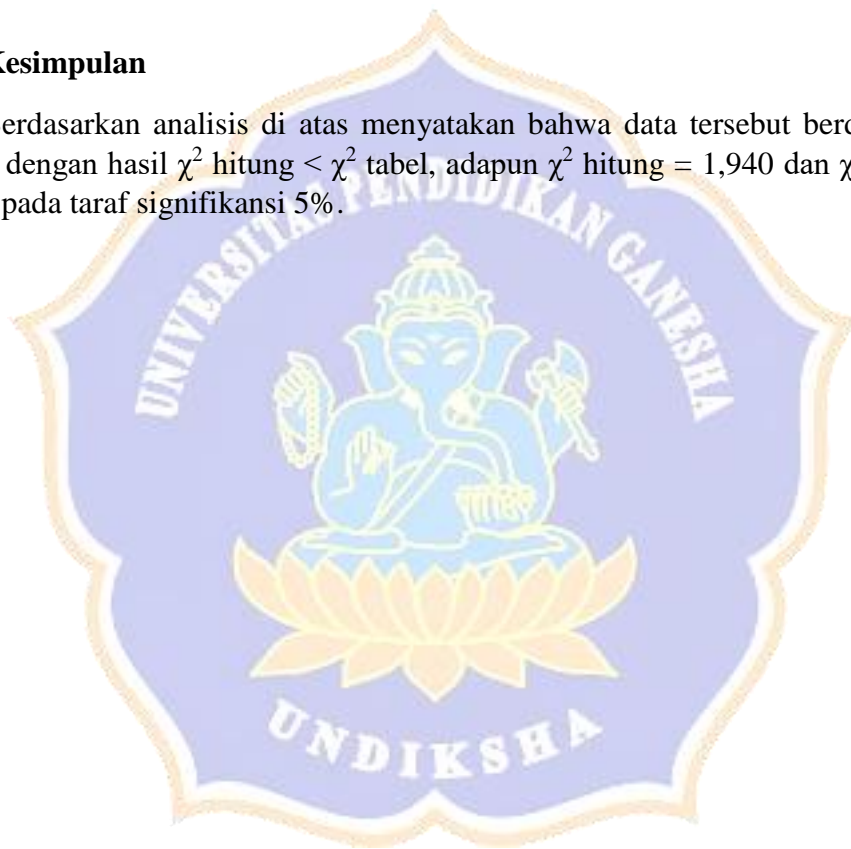 Kesimpulan
erdasarkan analisis di atas menyatakan bahwa data tersebut berd
dengan hasil χ² hitung < χ² tabel, adapun χ² hitung = 1,940 dan χ
pada taraf signifikansi 5%.
UNIVERSITAS PENDIDIKAN GANESHA
UNDIKSHA